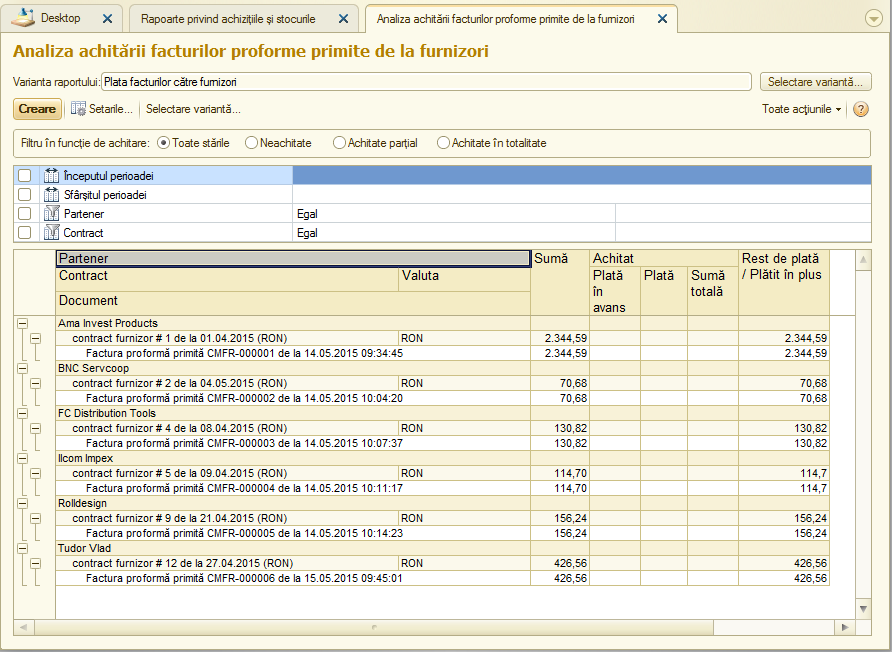 Desktop
Rapoarte privind achizițiile și stocurile
Analiza achitării facturilor proforme primite de la furnizori
Analiza achitării facturilor proforme primite de la furnizori
Varianta raportului: Plata facturilor către furnizori Selectare variantă...
Creare Setarile... Selectare variantă... Toate acțiunile ?
Filtru în funcție de achitare: Toate stările Neachitate Achitate parțial Achitate în totalitate
Începutul perioadei
Sfârșitul perioadei
Partener Egal
Contract Egal
Partener Sumă Achitat Rest de plată
Contract Valuta Plată Plată Sumă / Plătit în plus
în totală
Document avans
Ama Invest Products
contract furnizor # 1 de la 01.04.2015 (RON) RON 2.344,59 2.344,59
Factura proformă primită CMFR-000001 de la 14.05.2015 09:34:45 2.344,59 2.344,59
BNC Servcoop
contract furnizor # 2 de la 04.05.2015 (RON) RON 70,68 70,68
Factura proformă primită CMFR-000002 de la 14.05.2015 10:04:20 70,68 70,68
FC Distribution Tools
contract furnizor # 4 de la 08.04.2015 (RON) RON 130,82 130,82
Factura proformă primită CMFR-000003 de la 14.05.2015 10:07:37 130,82 130,82
Ilcom Impex
contract furnizor # 5 de la 09.04.2015 (RON) RON 114,70 114,7
Factura proformă primită CMFR-000004 de la 14.05.2015 10:11:17 114,70 114,7
Rolldesign
contract furnizor # 9 de la 21.04.2015 (RON) RON 156,24 156,24
Factura proformă primită CMFR-000005 de la 14.05.2015 10:14:23 156,24 156,24
Tudor Vlad
contract furnizor # 12 de la 27.04.2015 (RON) RON 426,56 426,56
Factura proformă primită CMFR-000006 de la 15.05.2015 09:45:01 426,56 426,56